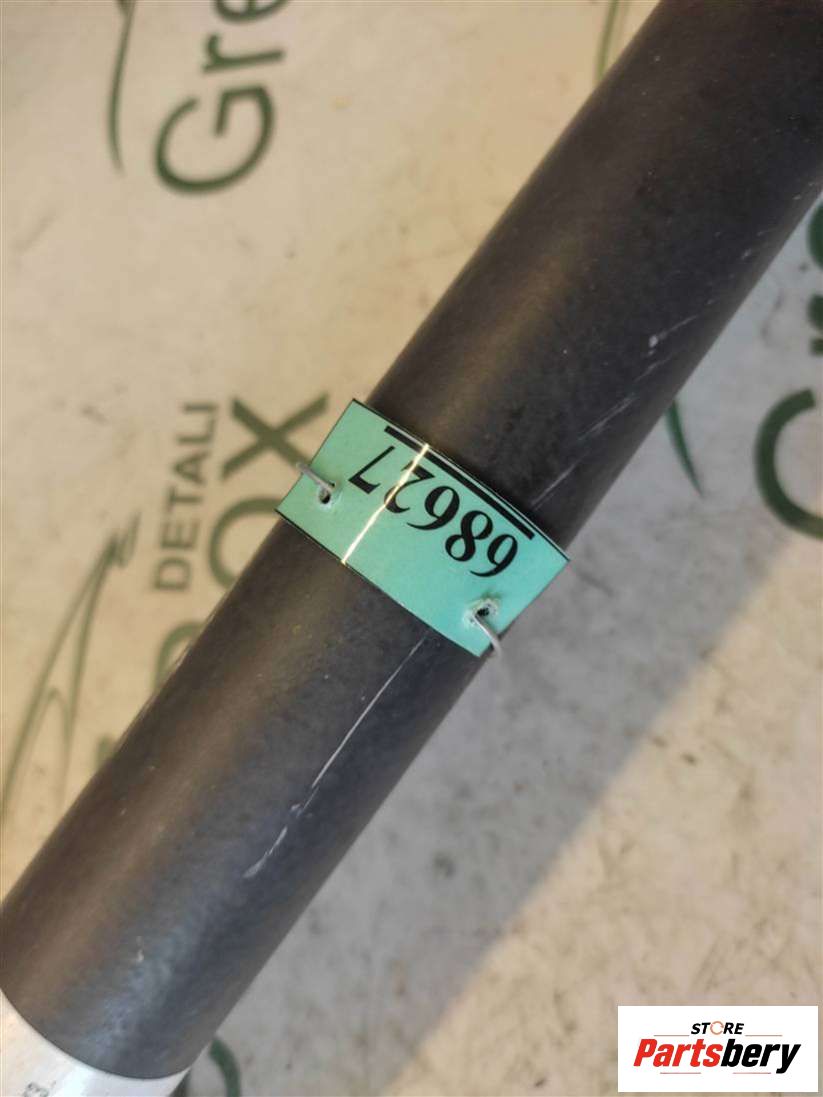 Gre
DETALI
OX
68627
STORE
Partsbery